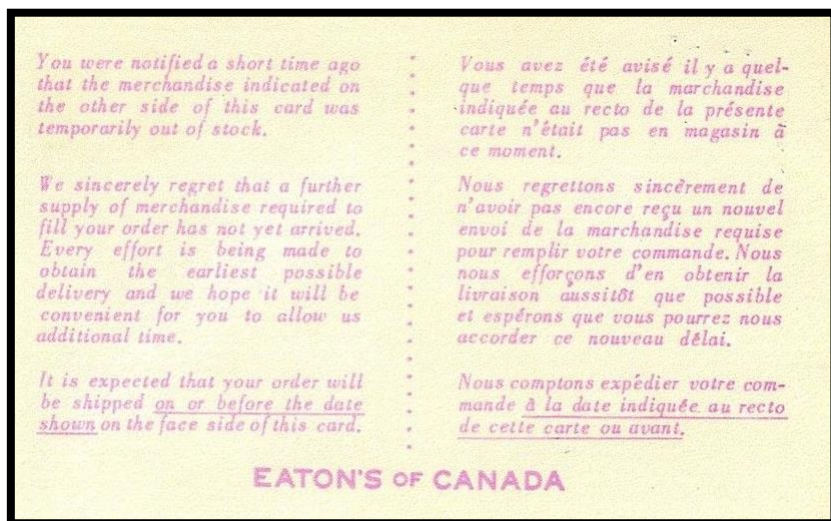 You were notified a short time ago
that the merchandise indicated on
the other side of this card was
temporarily out of stock.
We sincerely regret that a further
supply of merchandise required to
fill your order has not yet arrived.
Every effort is being made to
obtain the earliest possible
delivery and we hope it will be
convenient for you to allow us
additional time.
It is expected that your order will
be shipped on or before the date
shown on the face side of this card.
Vous avez été avisé il y a quel-
que temps que la marchandise
indiquée au recto de la présente
carte n'était pas en magasin à
ce moment.
Nous regrettons sincèrement de
n'avoir pas encore reçu un nouvel
envoi de la marchandise requise
pour remplir votre commande. Nous
nous efforçons d'en obtenir la
livraison aussitôt que possible
et espérons que vous pourrez nous
accorder ce nouveau délai.
Nous comptons expédier votre com-
mande à la date indiquée au recto
de cette carte ou avant.
EATON'S OF CANADA